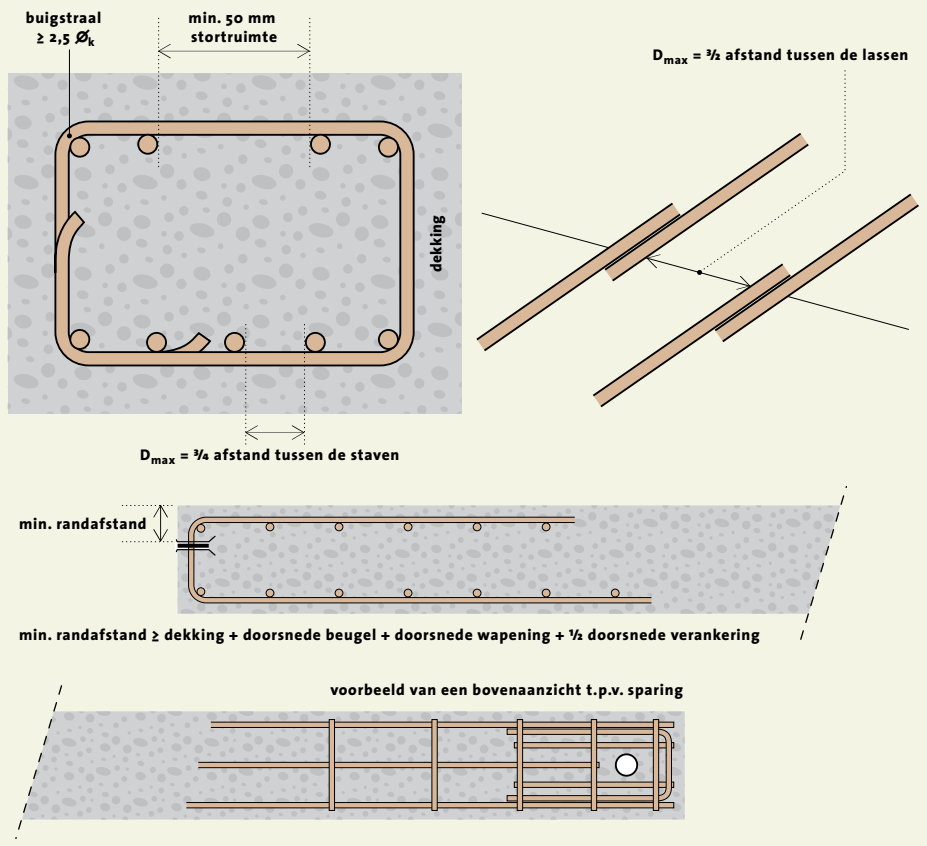 buigstraal
≥ 2,5 Ø̸k
min. 50 mm
stortruimte
Dmax = 3⁄2 afstand tussen de lassen
dekking
Dmax = 3⁄4 afstand tussen de staven
min. randafstand
min. randafstand ≥ dekking + doorsnede beugel + doorsnede wapening + ½ doorsnede verankering
voorbeeld van een bovenaanzicht t.p.v. sparing